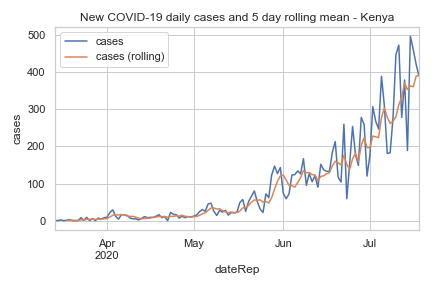 New COVID-19 daily cases and 5 day rolling mean - Kenya
cases
cases (rolling)
500
400
300
200
100
0
cases
Apr
2020
May
Jun
Jul
dateRep